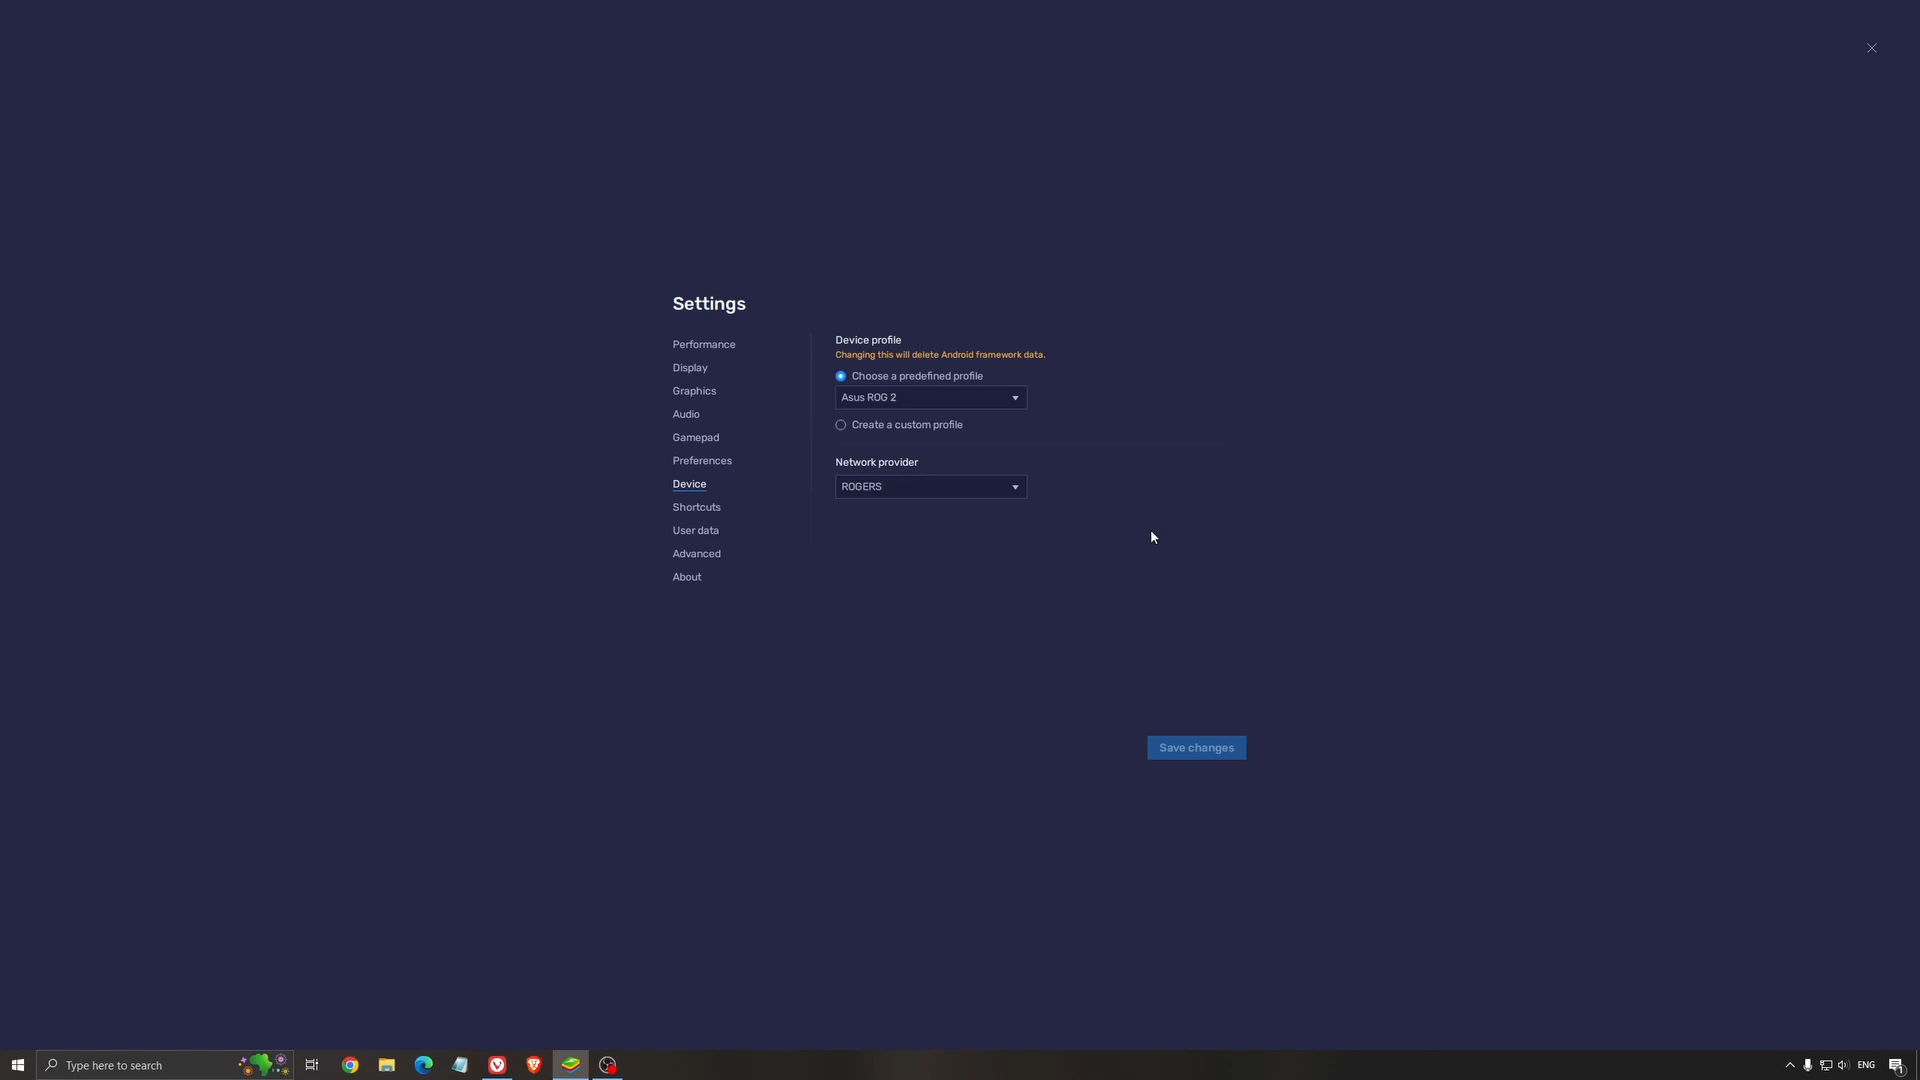 Settings
Performance
Display
Graphics
Audio
Gamepad
Preferences
Device
Shortcuts
User data
Advanced
About
Device profile
Changing this will delete Android framework data.
Choose a predefined profile
Asus ROG 2
Create a custom profile
Network provider
ROGERS
Save changes
Type here to search
ENG
1